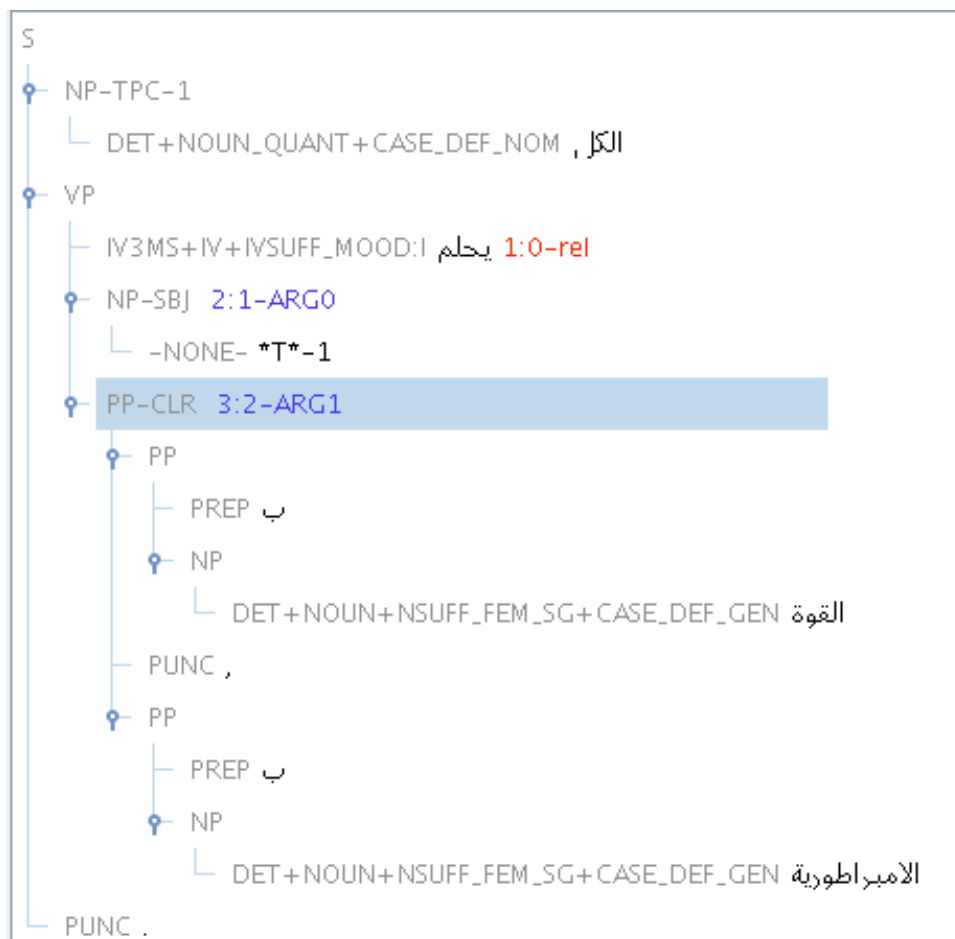 S
NP-TPC-1
DET+NOUN_QUANT+CASE_DEF_NOM , الكل
VP
IV3MS+IV+IVSUFF_MOOD:I يحلم 1:0-rel
NP-SBJ 2:1-ARG0
-NONE- *T*-1
PP-CLR 3:2-ARG1
PP
PREP ب
NP
DET+NOUN+NSUFF_FEM_SG+CASE_DEF_GEN القوة
PUNC ,
PP
PREP ب
NP
DET+NOUN+NSUFF_FEM_SG+CASE_DEF_GEN الامبراطورية
PUNC .